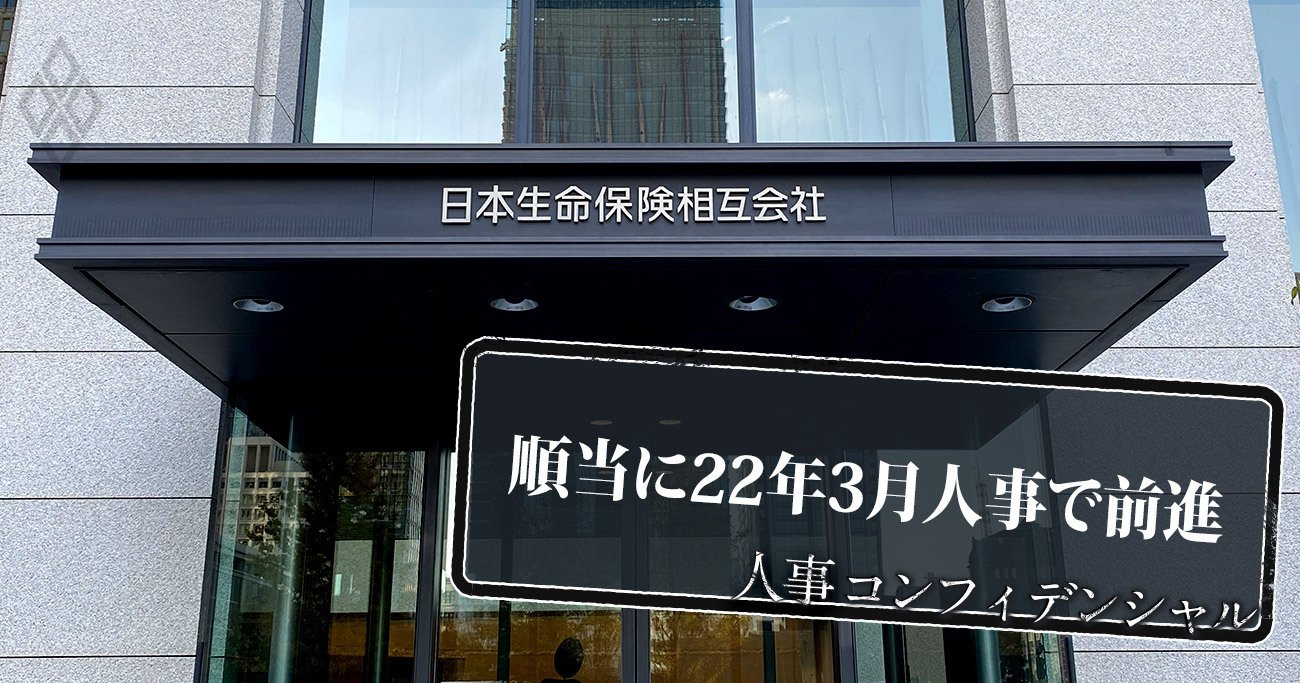 日本生命保険相互会社
順当に22年3月人事で前進
人事コンフィデンシャル